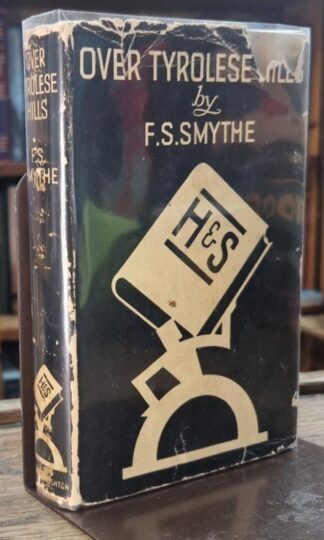 OVER TYROLESE HILLS
by
F.S.SMYTHE
H&S
OVER
TYROLESE
HILLS
F.S.
SMYTHE
H&S